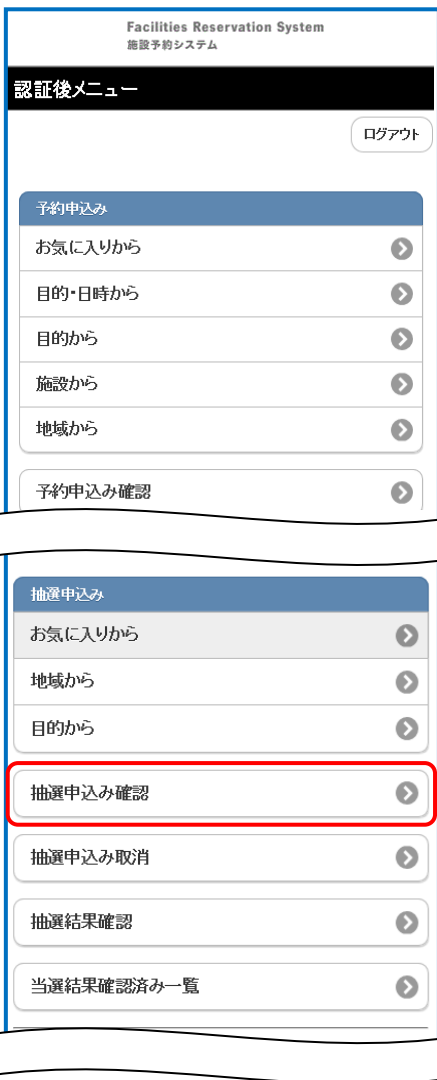 Facilities Reservation System
施設予約システム
認証後メニュー
ログアウト
予約申込み
お気に入りから
目的・日時から
目的から
施設から
地域から
予約申込み確認
抽選申込み
お気に入りから
地域から
目的から
抽選申込み確認
抽選申込み取消
抽選結果確認
当選結果確認済み一覧